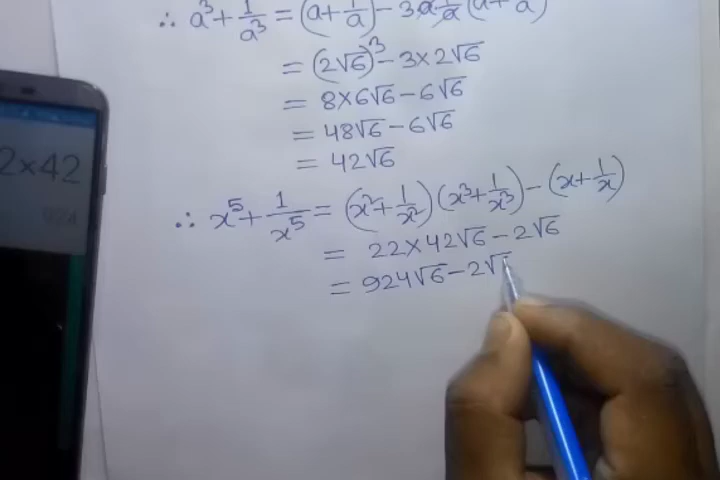 ∴ a³ + 1/a³ = (a + 1/a)³ − 3a·1/a (a + 1/a)
= (2√6)³ − 3×2√6
= 8×6√6 − 6√6
= 48√6 − 6√6
= 42√6
∴ x⁵ + 1/x⁵ = (x² + 1/x²)(x³ + 1/x³) − (x + 1/x)
= 22×42√6 − 2√6
= 924√6 − 2√
2×42
924